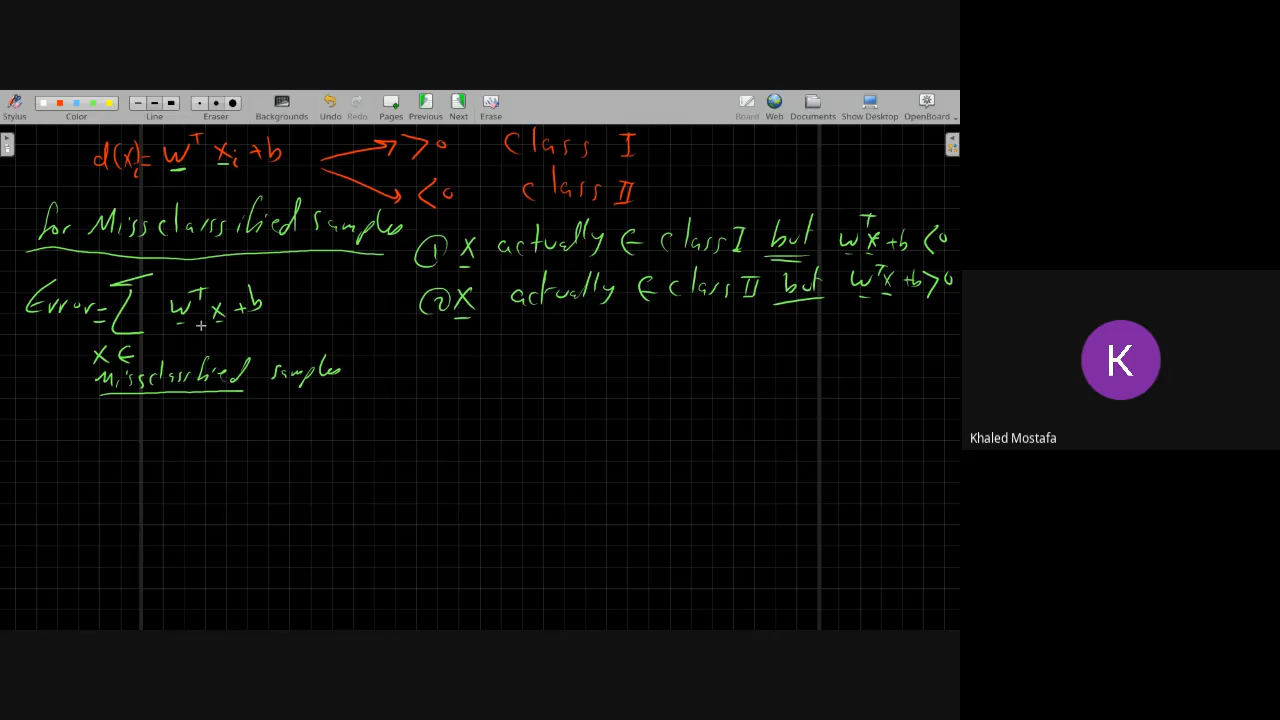 Stylus Color Line Eraser Backgrounds Undo Redo Pages Previous Next Erase Board Web Documents Show Desktop OpenBoard
d(xᵢ)= wᵀ xᵢ +b >0 class I
<0 class II
for Missclassified samples
① x actually ∈ class I but wᵀx +b <0
② x actually ∈ class II but wᵀx +b >0
Error = Σ wᵀ x +b
x ∈
Missclassified samples
K
Khaled Mostafa